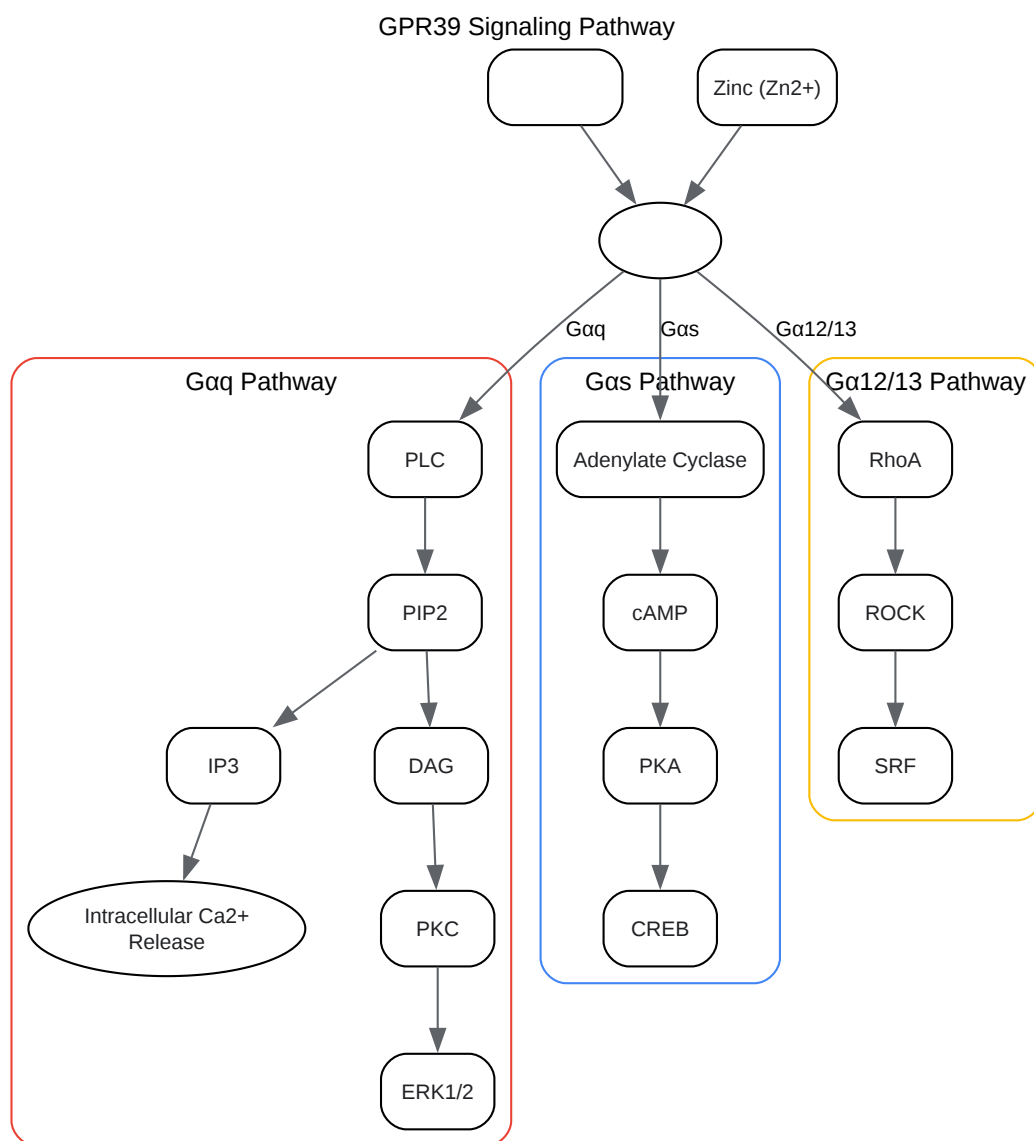 GPR39 Signaling Pathway
Zinc (Zn2+)
Gαq
Gαs
Gα12/13
Gαq Pathway
Gαs Pathway
Gα12/13 Pathway
PLC
Adenylate Cyclase
RhoA
PIP2
cAMP
ROCK
IP3
DAG
PKA
SRF
Intracellular Ca2+
Release
PKC
CREB
ERK1/2